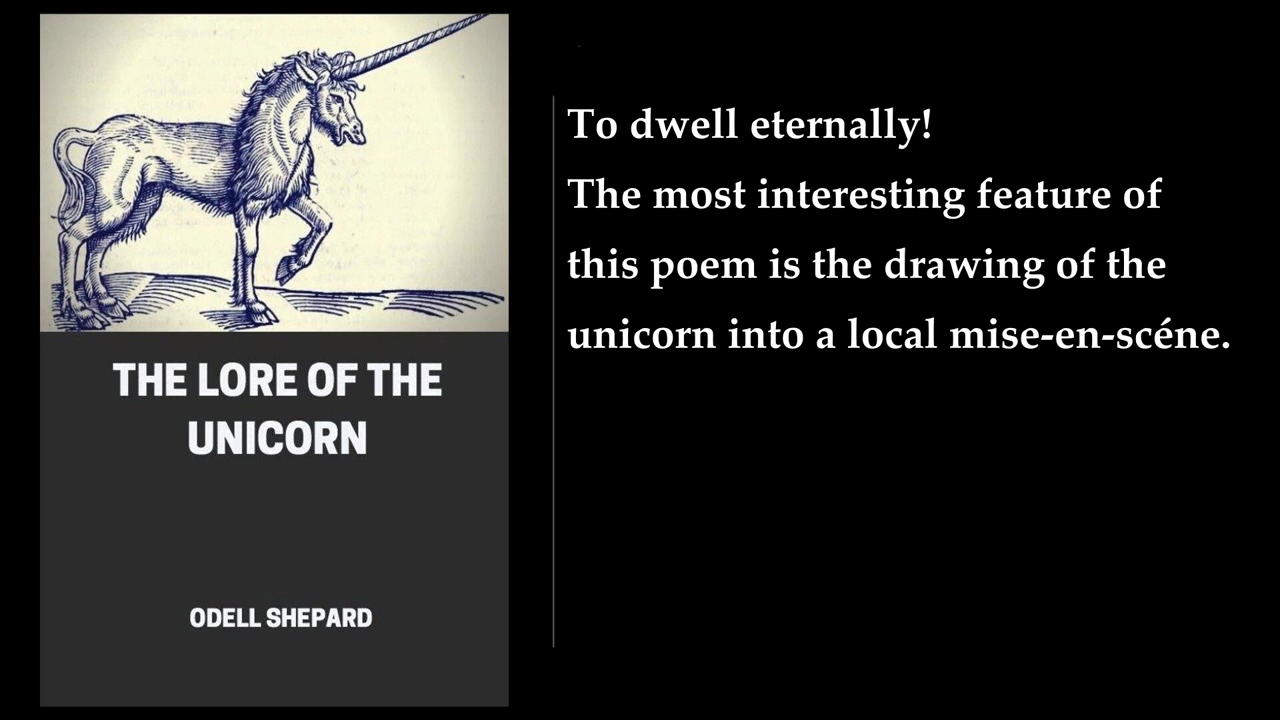 THE LORE OF THE
UNICORN
ODELL SHEPARD
To dwell eternally!
The most interesting feature of
this poem is the drawing of the
unicorn into a local mise-en-scéne.